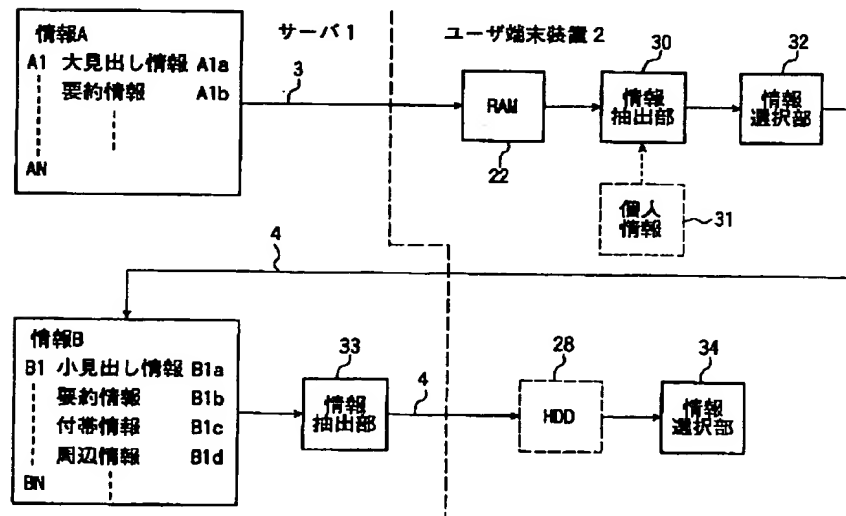 情報A
サーバ1
ユーザ端末装置2
A1 大見出し情報 A1a
要約情報 A1b
AN
3
RAM
22
30
情報
抽出部
32
情報
選択部
個人
情報
31
4
情報B
B1 小見出し情報 B1a
要約情報 B1b
付帯情報 B1c
周辺情報 B1d
BN
33
情報
抽出部
4
28
HDD
34
情報
選択部